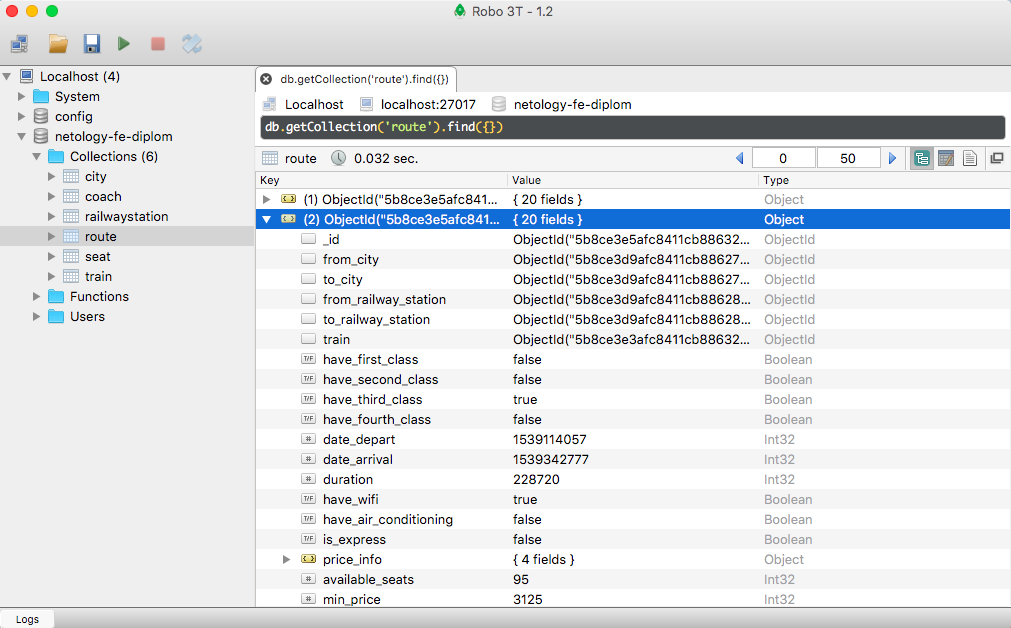 Robo 3T - 1.2
Localhost (4)
System
config
netology-fe-diplom
Collections (6)
city
coach
railwaystation
route
seat
train
Functions
Users
db.getCollection('route').find({})
Localhost localhost:27017 netology-fe-diplom
db.getCollection('route').find({})
route 0.032 sec. 0 50
Key Value Type
(1) ObjectId("5b8ce3e5afc841... { 20 fields } Object
(2) ObjectId("5b8ce3e5afc841... { 20 fields } Object
_id ObjectId("5b8ce3e5afc8411cb88632... ObjectId
from_city ObjectId("5b8ce3d9afc8411cb88627... ObjectId
to_city ObjectId("5b8ce3d9afc8411cb88627... ObjectId
from_railway_station ObjectId("5b8ce3d9afc8411cb88628... ObjectId
to_railway_station ObjectId("5b8ce3d9afc8411cb88628... ObjectId
train ObjectId("5b8ce3e3afc8411cb88632... ObjectId
T/F have_first_class false Boolean
T/F have_second_class false Boolean
T/F have_third_class true Boolean
T/F have_fourth_class false Boolean
# date_depart 1539114057 Int32
# date_arrival 1539342777 Int32
# duration 228720 Int32
T/F have_wifi true Boolean
T/F have_air_conditioning false Boolean
T/F is_express false Boolean
price_info { 4 fields } Object
# available_seats 95 Int32
# min_price 3125 Int32
Logs